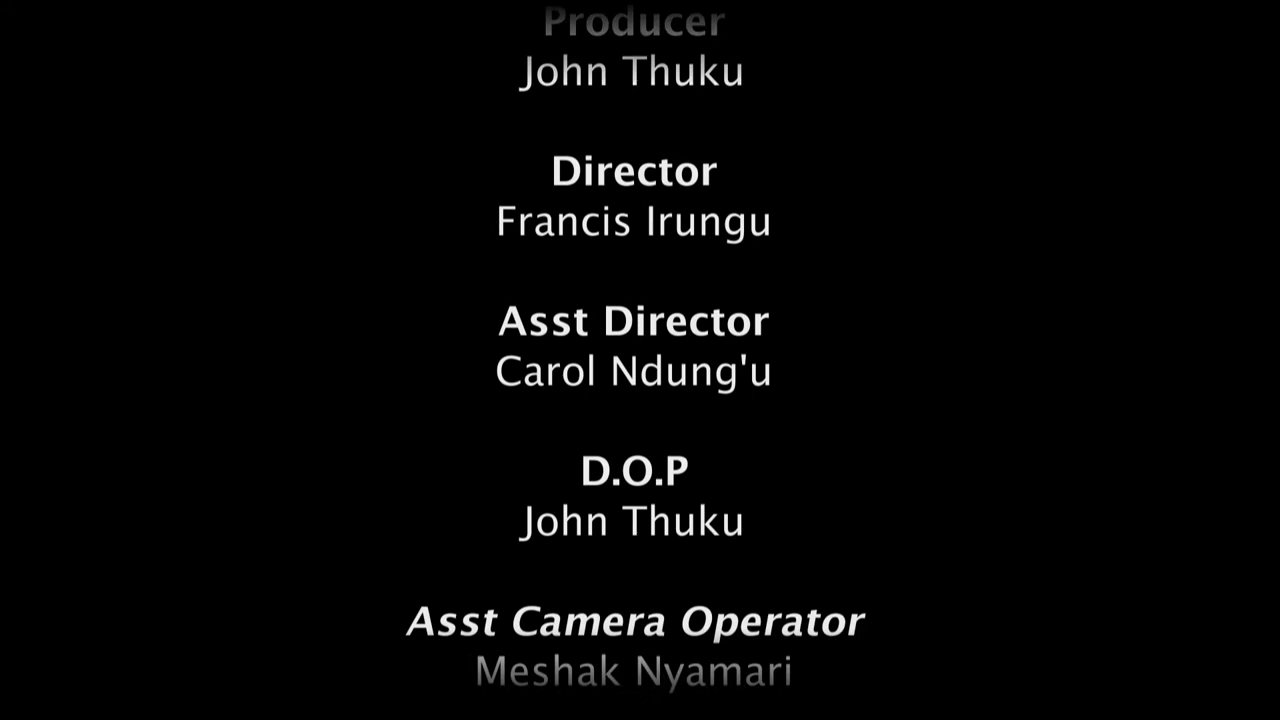 Producer
John Thuku
Director
Francis Irungu
Asst Director
Carol Ndung'u
D.O.P
John Thuku
Asst Camera Operator
Meshak Nyamari